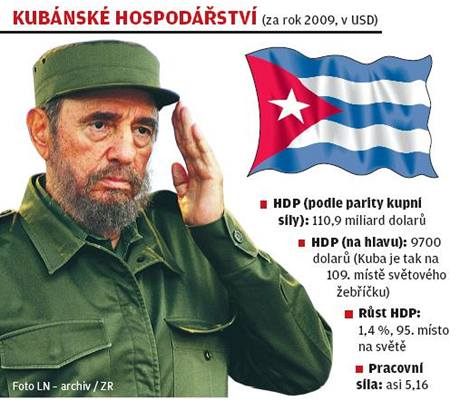 KUBÁNSKÉ HOSPODÁŘSTVÍ (za rok 2009, v USD)
HDP (podle parity kupní
síly): 110,9 miliard dolarů
HDP (na hlavu): 9700
dolarů (Kuba je tak na
109. místě světového
žebříčku)
Růst HDP:
1,4 %, 95. místo
na světě
Pracovní
síla: asi 5,16
Foto LN – archiv / ZR